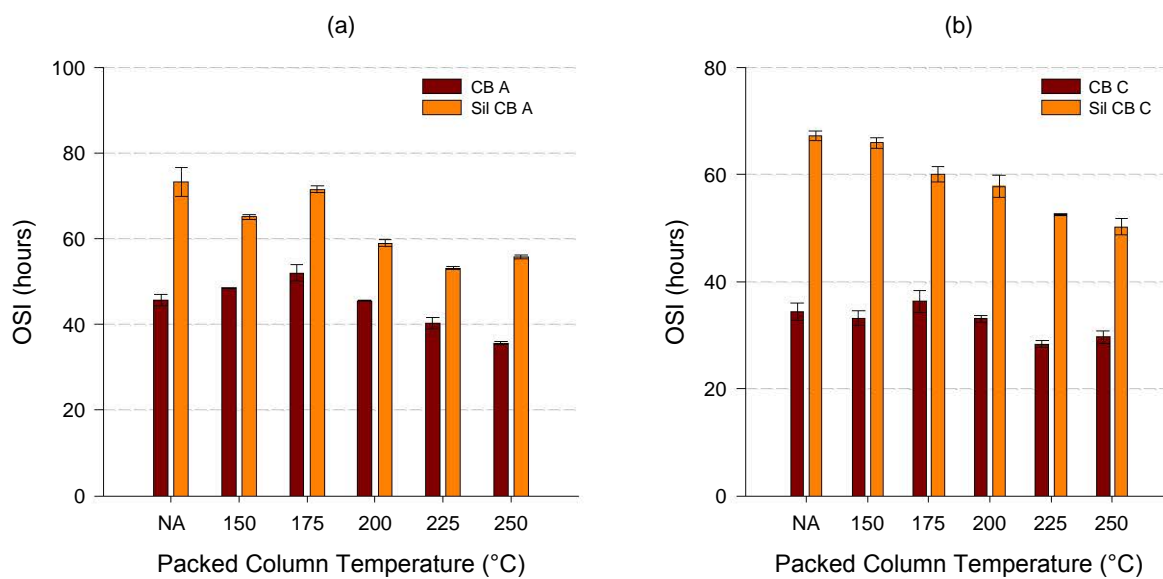 (a)
100
80
60
40
20
0
OSI (hours)
CB A
Sil CB A
NA 150 175 200 225 250
Packed Column Temperature (°C)
(b)
80
60
40
20
0
OSI (hours)
CB C
Sil CB C
NA 150 175 200 225 250
Packed Column Temperature (°C)